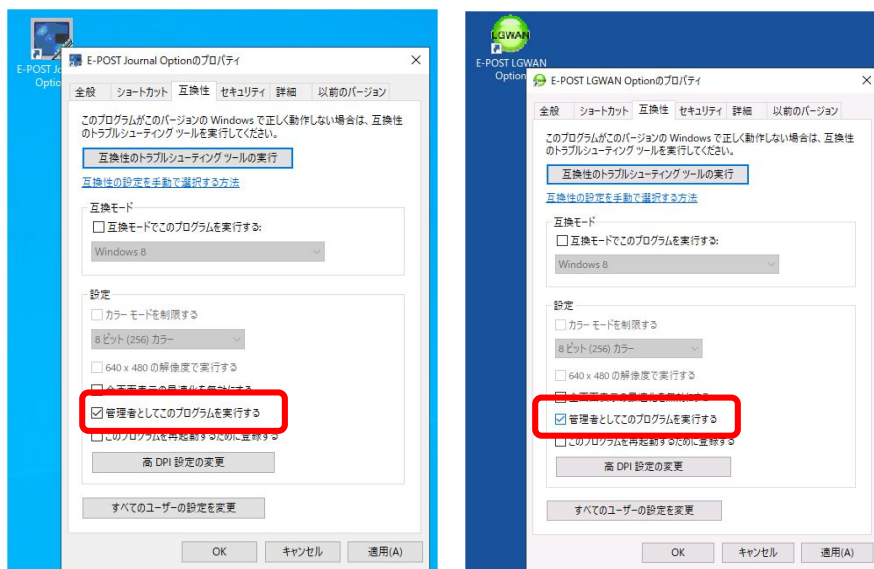 E-POST Jo
Optio
E-POST Journal Optionのプロパティ
全般 ショートカット 互換性 セキュリティ 詳細 以前のバージョン
このプログラムがこのバージョンの Windows で正しく動作しない場合は、互換性
のトラブルシューティング ツールを実行してください。
互換性のトラブルシューティング ツールの実行
互換性の設定を手動で選択する方法
互換モード
互換モードでこのプログラムを実行する:
Windows 8
設定
カラー モードを制限する
8 ビット (256) カラー
640 x 480 の解像度で実行する
全画面表示の最適化を無効にする
管理者としてこのプログラムを実行する
このプログラムを再起動するために登録する
高 DPI 設定の変更
すべてのユーザーの設定を変更
OK キャンセル 適用(A)
LGWAN
E-POST LGWAN
Option
E-POST LGWAN Optionのプロパティ
全般 ショートカット 互換性 セキュリティ 詳細 以前のバージョン
このプログラムがこのバージョンの Windows で正しく動作しない場合は、互換性
のトラブルシューティング ツールを実行してください。
互換性のトラブルシューティング ツールの実行
互換性の設定を手動で選択する方法
互換モード
互換モードでこのプログラムを実行する:
Windows 8
設定
カラー モードを制限する
8 ビット (256) カラー
640 x 480 の解像度で実行する
全画面表示の最適化を無効にする
管理者としてこのプログラムを実行する
このプログラムを再起動するために登録する
高 DPI 設定の変更
すべてのユーザーの設定を変更
OK キャンセル 適用(A)